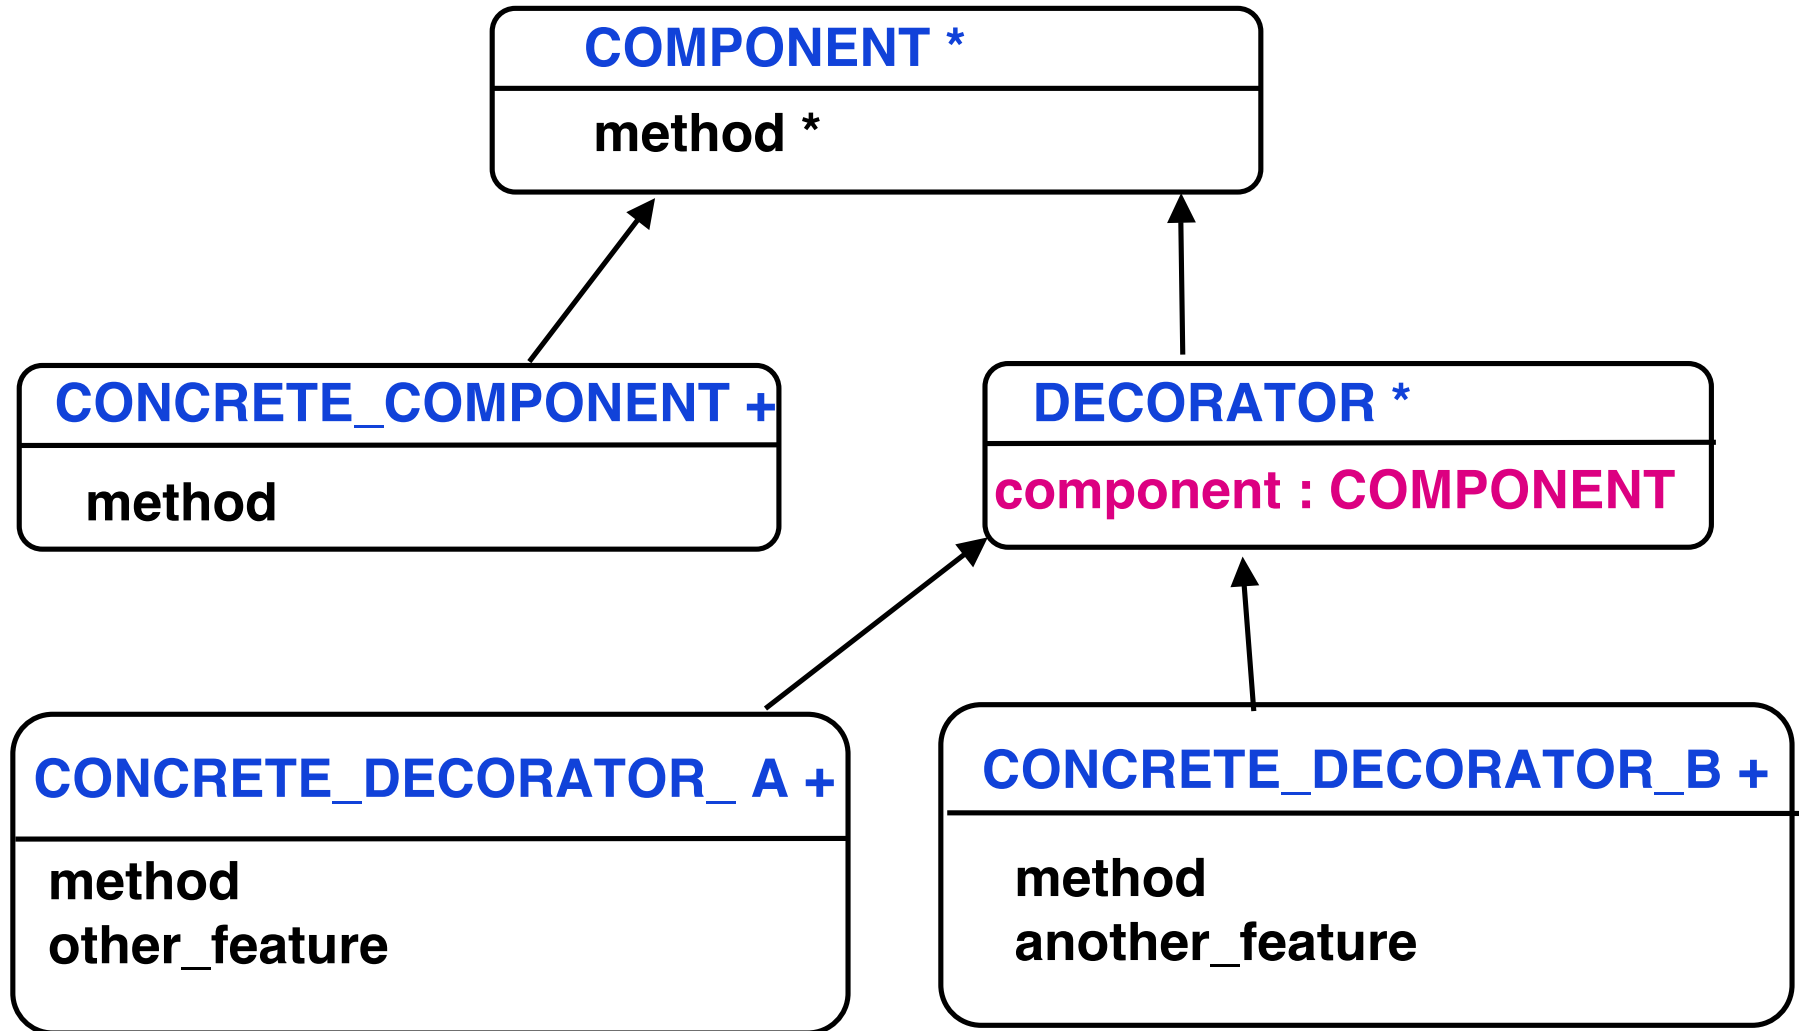 COMPONENT *
method *
CONCRETE_COMPONENT +
method
DECORATOR *
component : COMPONENT
CONCRETE_DECORATOR_ A +
method
other_feature
CONCRETE_DECORATOR_B +
method
another_feature